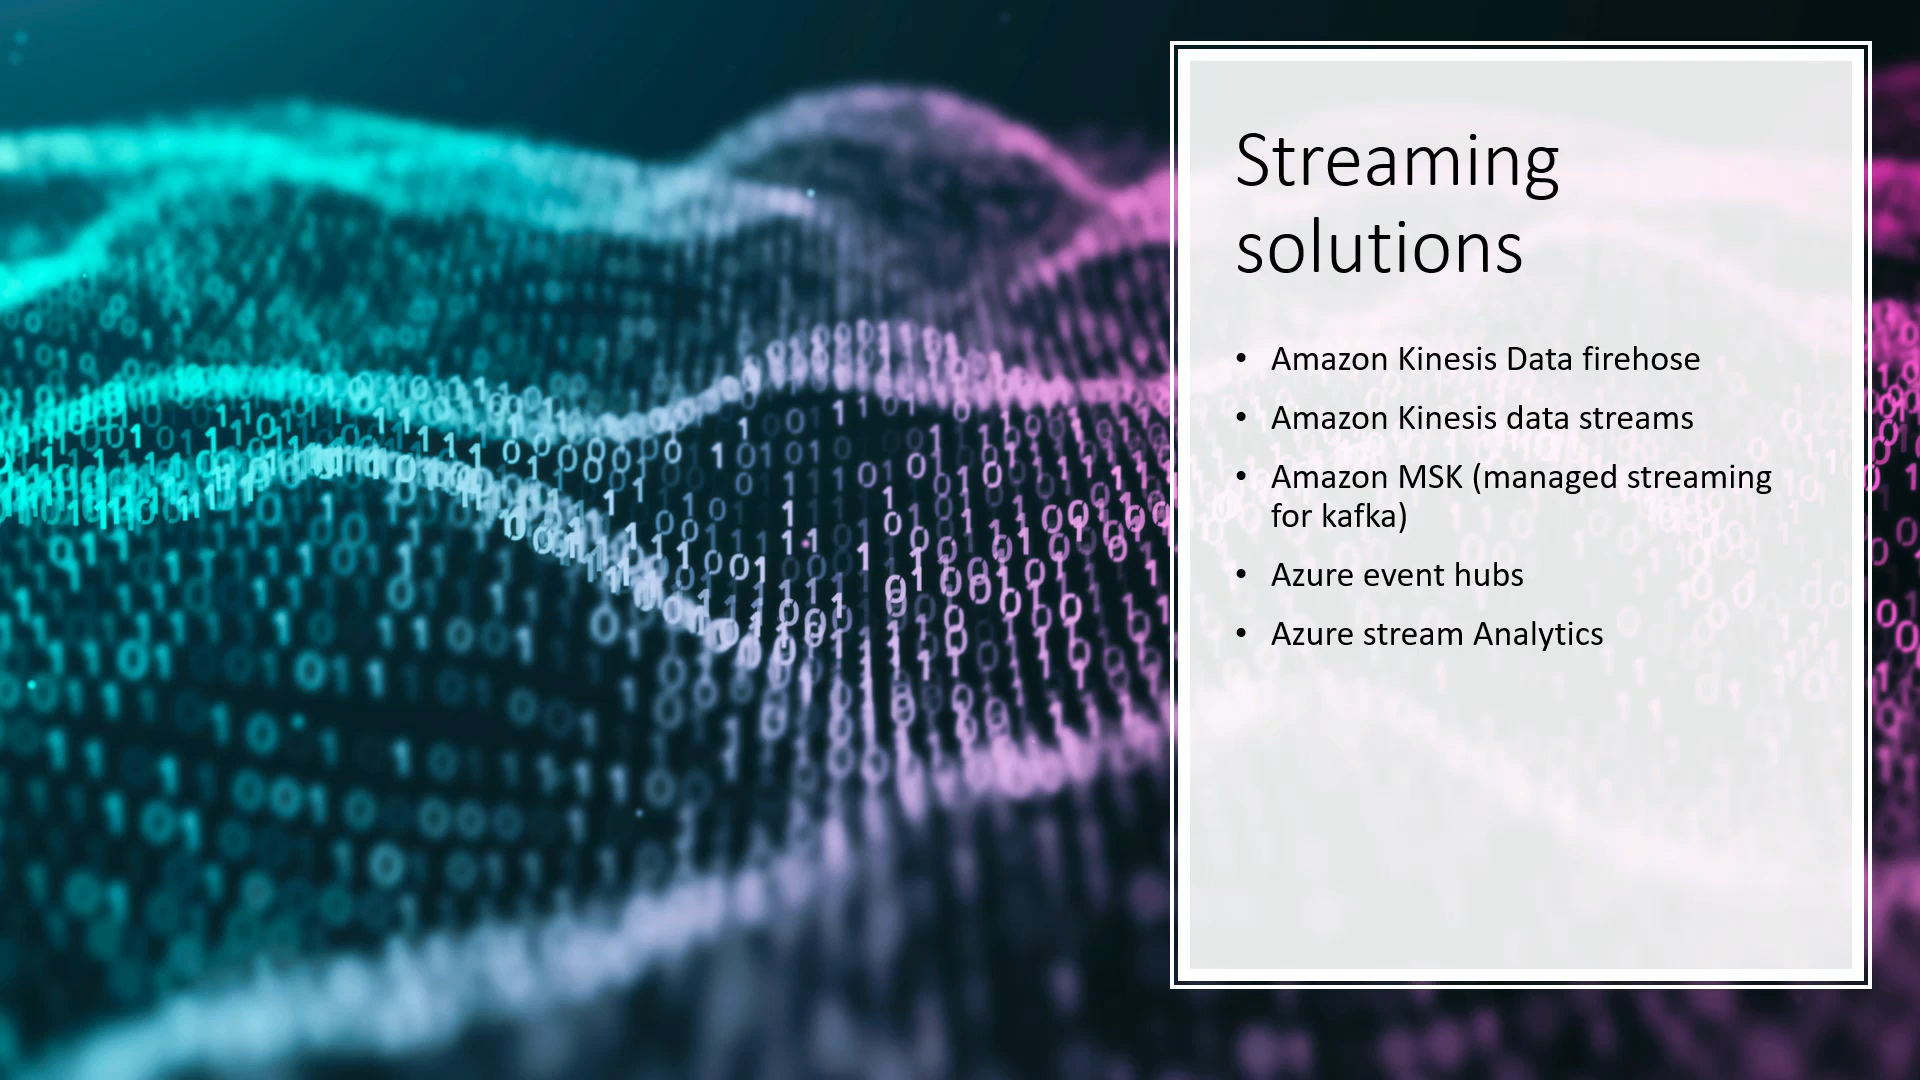 Streaming
solutions
• Amazon Kinesis Data firehose
• Amazon Kinesis data streams
• Amazon MSK (managed streaming
for kafka)
• Azure event hubs
• Azure stream Analytics